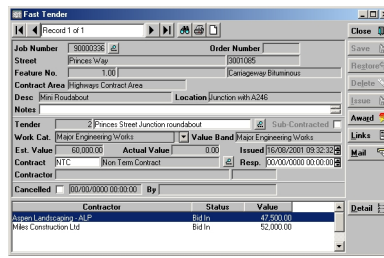 Fast Tender
Record 1 of 1
Close
Job Number 90000336 Order Number
Save
Street Princes Way 3001085
Restore
Feature No. 1.00 Carriageway Bituminous
Contract Area Highways Contract Area
Delete
Desc Mini Roudabout Location Junction with A246
Issue
Notes
Tender 2 Princes Street Junction roundabout Sub-Contracted
Award
Work Cat. Major Engineering Works Value Band Major Engineering Works
Links
Est. Value 60,000.00 Actual Value 0.00 Issued 16/08/2001 09:32:32
Contract NTC Non Term Contract Resp. 00/00/0000 00:00:00
Mail
Contractor
Cancelled 00/00/0000 00:00:00 By
Contractor Status Value
Detail
Aspen Landscaping - ALP Bid In 47,500.00
Miles Construction Ltd Bid In 52,000.00